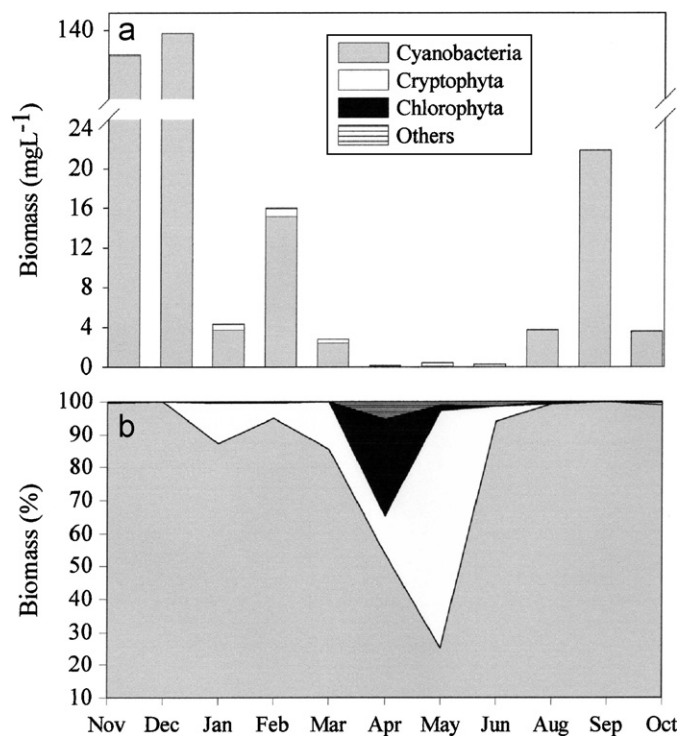 a
140
24
20
16
12
8
4
0
Biomass (mgL⁻¹)
Cyanobacteria
Cryptophyta
Chlorophyta
Others
b
100
90
80
70
60
50
40
30
20
10
Biomass (%)
Nov Dec Jan Feb Mar Apr May Jun Aug Sep Oct